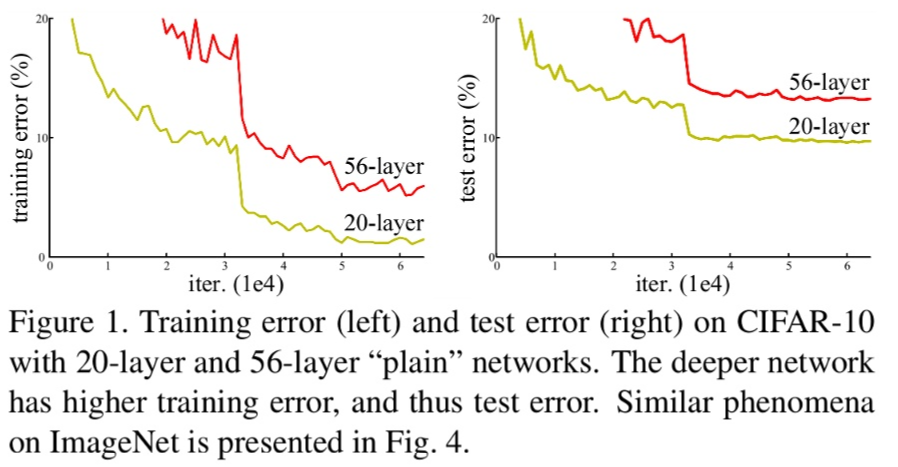 20
10
0
training error (%)
56-layer
20-layer
0 1 2 3 4 5 6
iter. (1e4)
20
10
0
test error (%)
56-layer
20-layer
0 1 2 3 4 5 6
iter. (1e4)
Figure 1. Training error (left) and test error (right) on CIFAR-10
with 20-layer and 56-layer “plain” networks. The deeper network
has higher training error, and thus test error. Similar phenomena
on ImageNet is presented in Fig. 4.